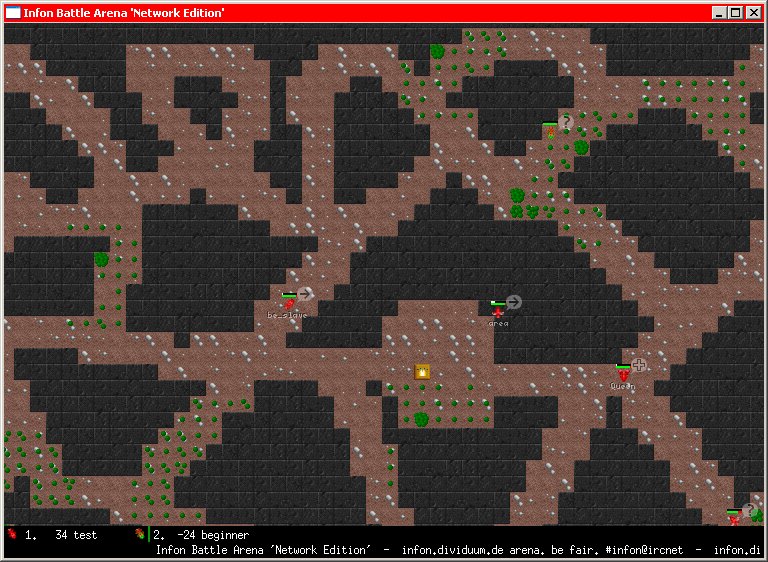 Infon Battle Arena 'Network Edition'
?
be_slave
area
Queen
?
1. 34 test 2. -24 beginner
Infon Battle Arena 'Network Edition' - infon.dividuum.de arena. be fair. #infon@ircnet - infon.di